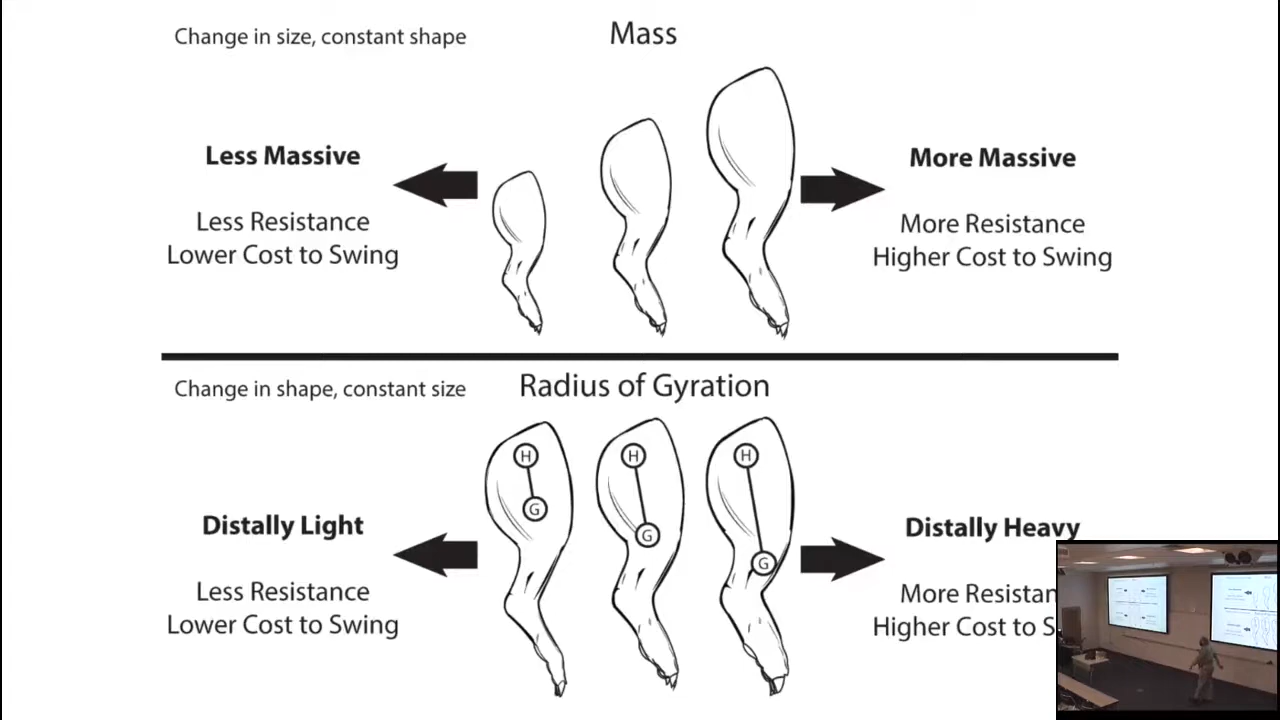 Change in size, constant shape
Mass
Less Massive
Less Resistance
Lower Cost to Swing
More Massive
More Resistance
Higher Cost to Swing
Change in shape, constant size
Radius of Gyration
H
G
H
G
H
G
Distally Light
Less Resistance
Lower Cost to Swing
Distally Heavy
More Resistan
Higher Cost to S